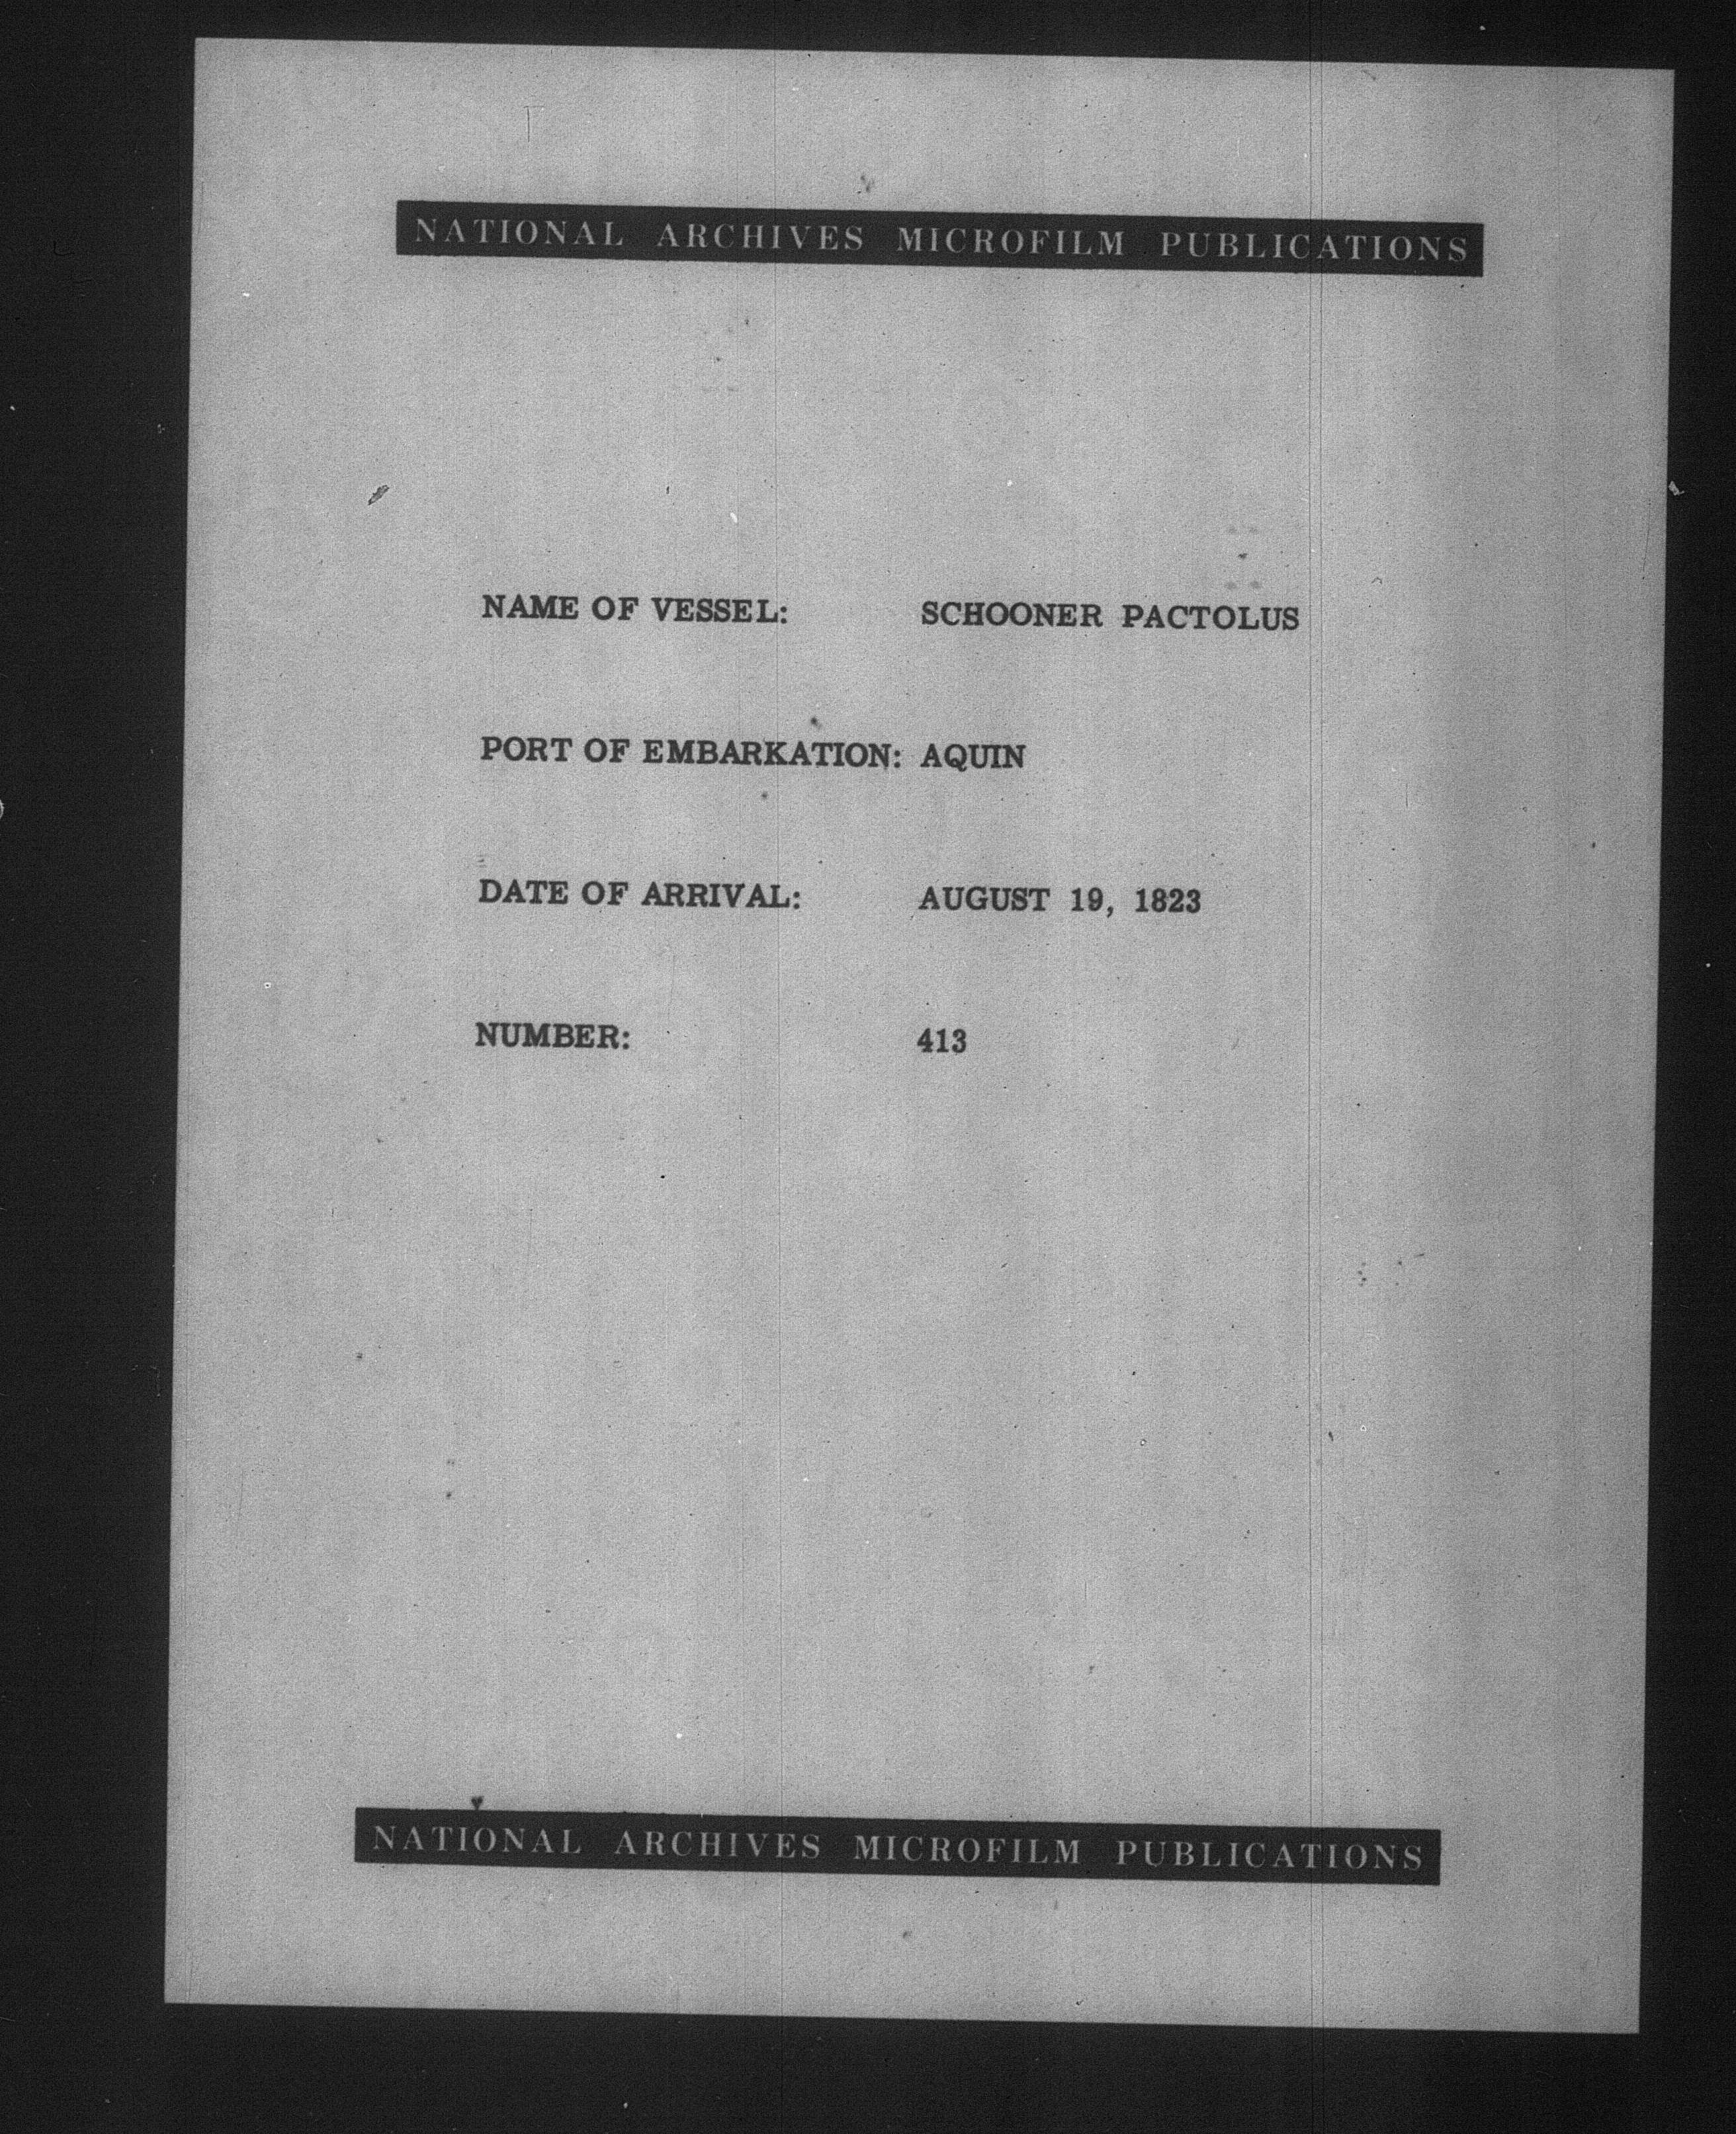 NATIONAL ARCHIVES MICROFILM PUBLICATIONS
NAME OF VESSEL: SCHOONER PACTOLUS
PORT OF EMBARKATION: AQUIN
DATE OF ARRIVAL: AUGUST 19, 1823
NUMBER: 413
NATIONAL ARCHIVES MICROFILM PUBLICATIONS